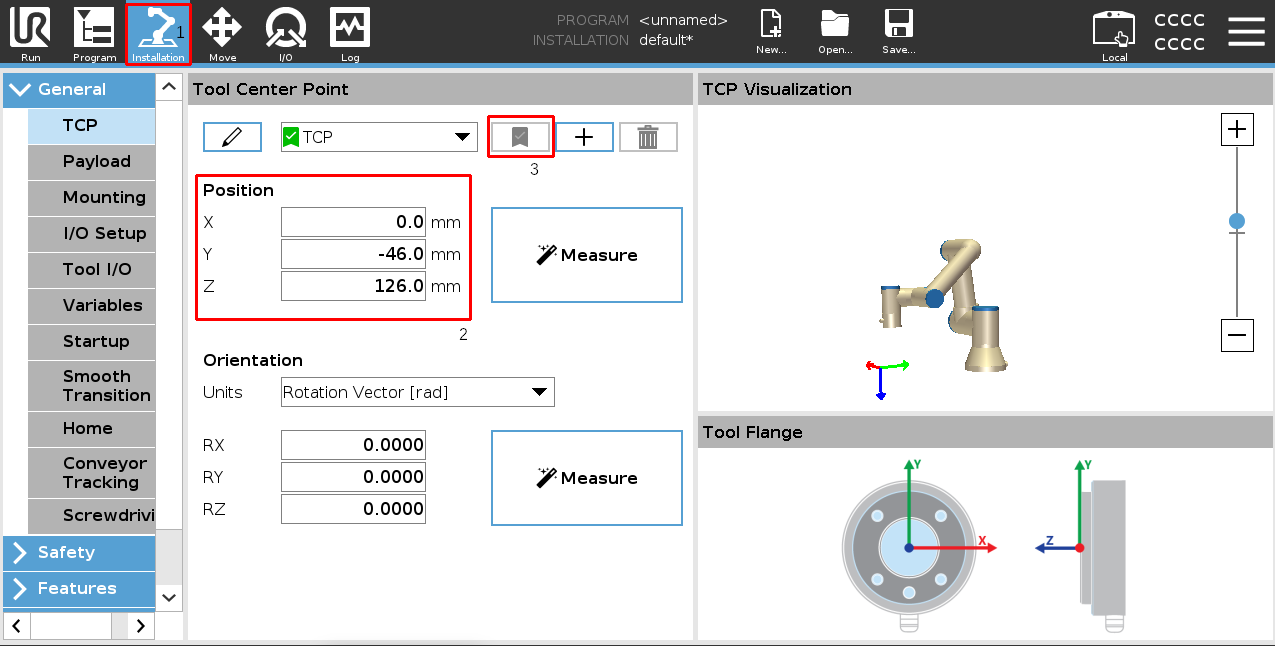 PROGRAM <unnamed>
INSTALLATION default*
UR
1
Run Program Installation Move I/O Log
New... Open... Save...
Local
CCCC
CCCC
General
TCP
Payload
Mounting
I/O Setup
Tool I/O
Variables
Startup
Smooth
Transition
Home
Conveyor
Tracking
Screwdrivi
Safety
Features
Tool Center Point
TCP
3
Position
X 0.0 mm
Y -46.0 mm
Z 126.0 mm
Measure
2
Orientation
Units Rotation Vector [rad]
RX 0.0000
RY 0.0000
RZ 0.0000
Measure
TCP Visualization
Tool Flange
Y
X
Y
Z